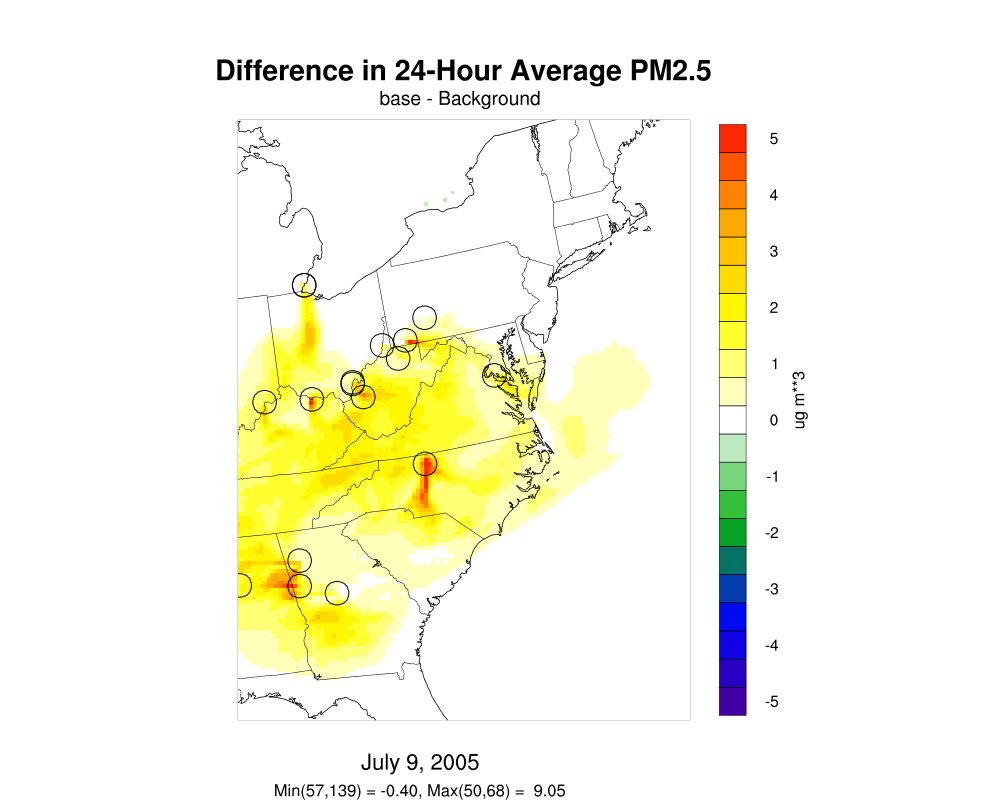 Difference in 24-Hour Average PM2.5
base - Background
5
4
3
2
1
0
-1
-2
-3
-4
-5
ug m**3
July 9, 2005
Min(57,139) = -0.40, Max(50,68) = 9.05